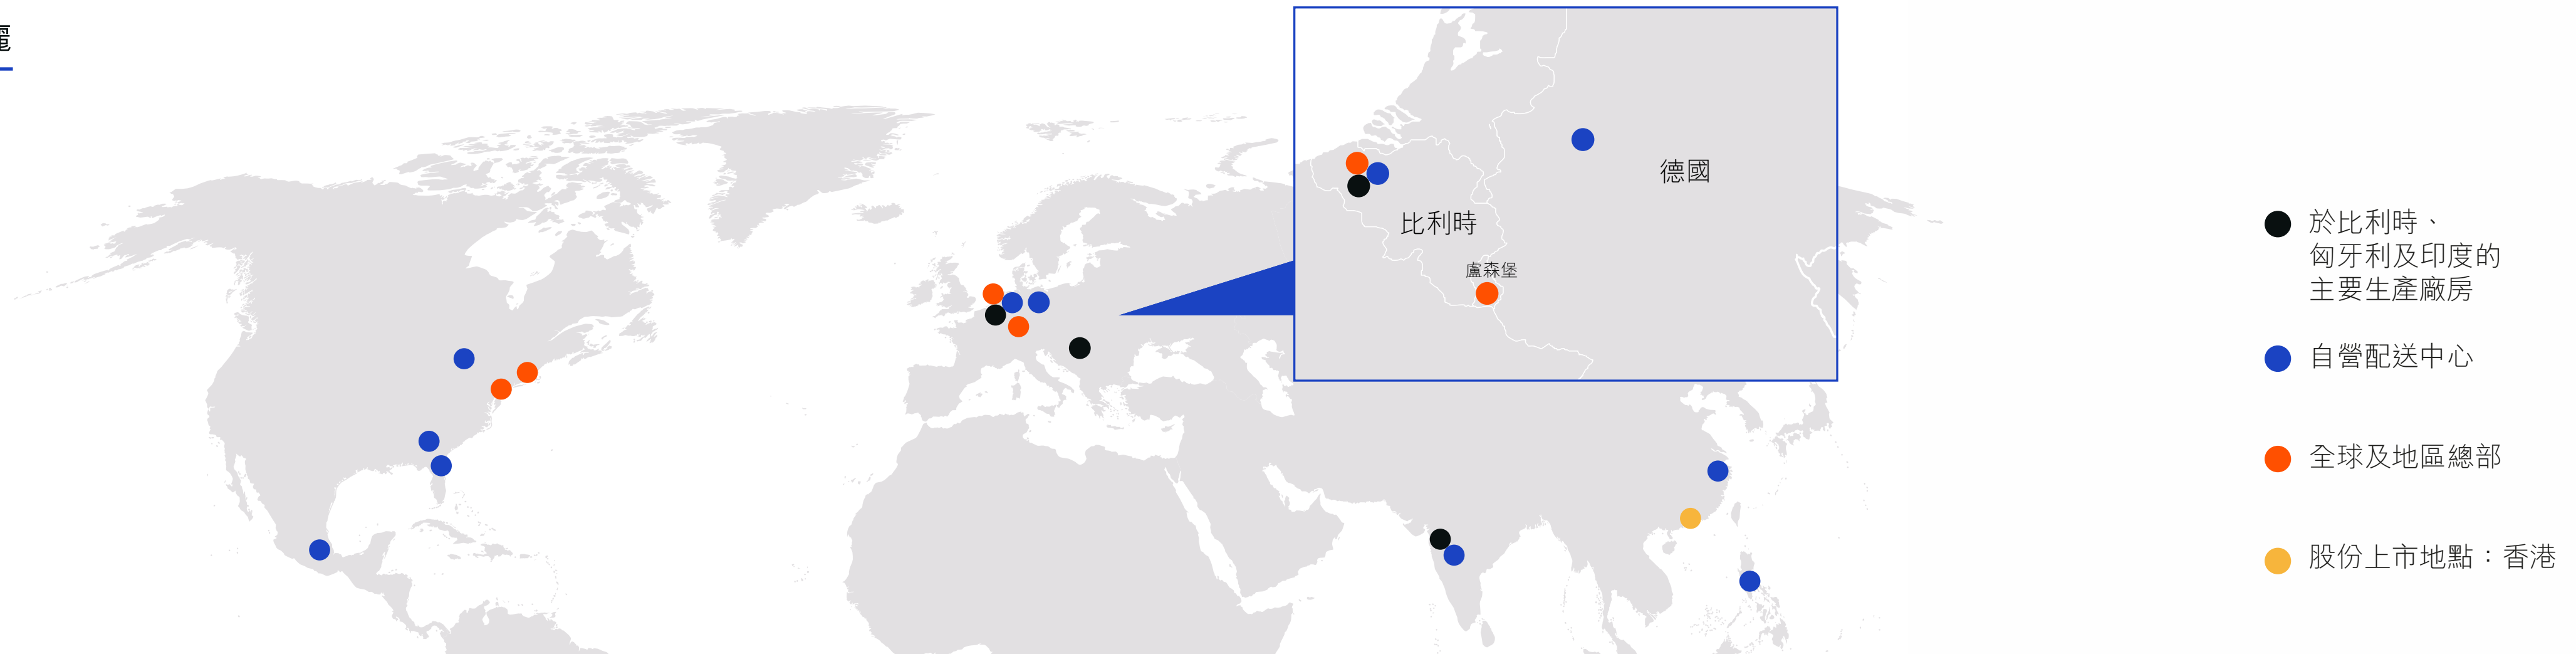 德國
比利時
盧森堡
於比利時、
匈牙利及印度的
主要生產廠房
自營配送中心
全球及地區總部
股份上市地點：香港